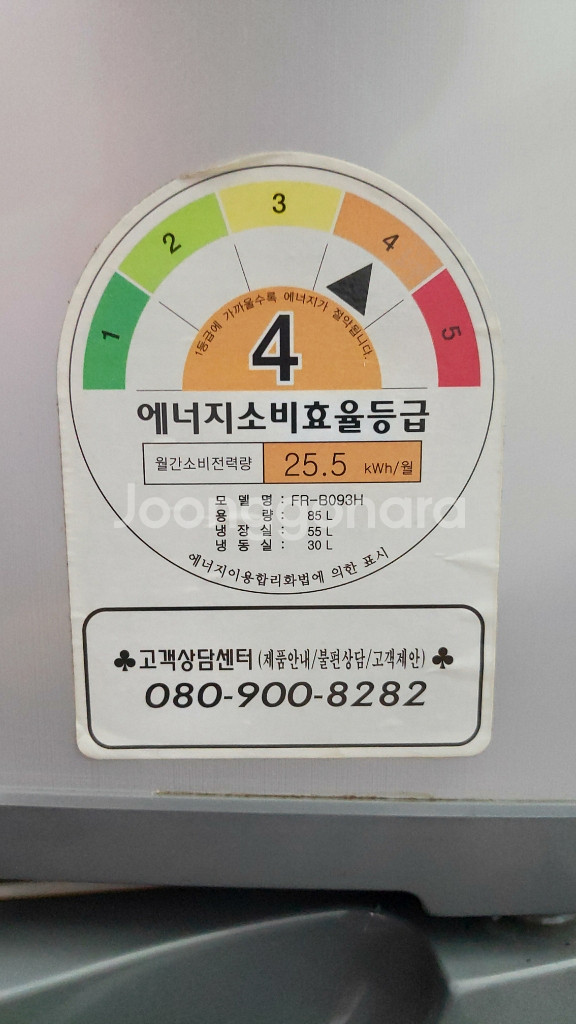 1 2 3 4 5
1등급에 가까울수록 에너지가 절약됩니다.
4
에너지소비효율등급
월간소비전력량 25.5 kWh/월
모델명 : FR-B093H
용량 : 85 L
냉장실 : 55 L
냉동실 : 30 L
Joonggonara
에너지이용합리화법에 의한 표시
♣고객상담센터 (제품안내/불편상담/고객제안) ♣
080-900-8282